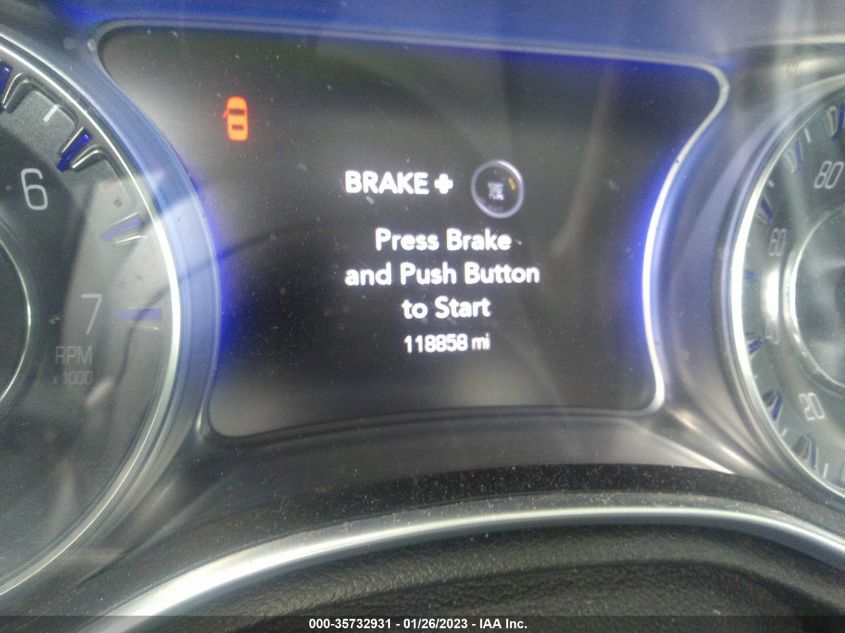 BRAKE +
Press Brake
and Push Button
to Start
118858 mi
6
7
RPM
x 1000
80
60
20
000-35732931 - 01/26/2023 - IAA Inc.